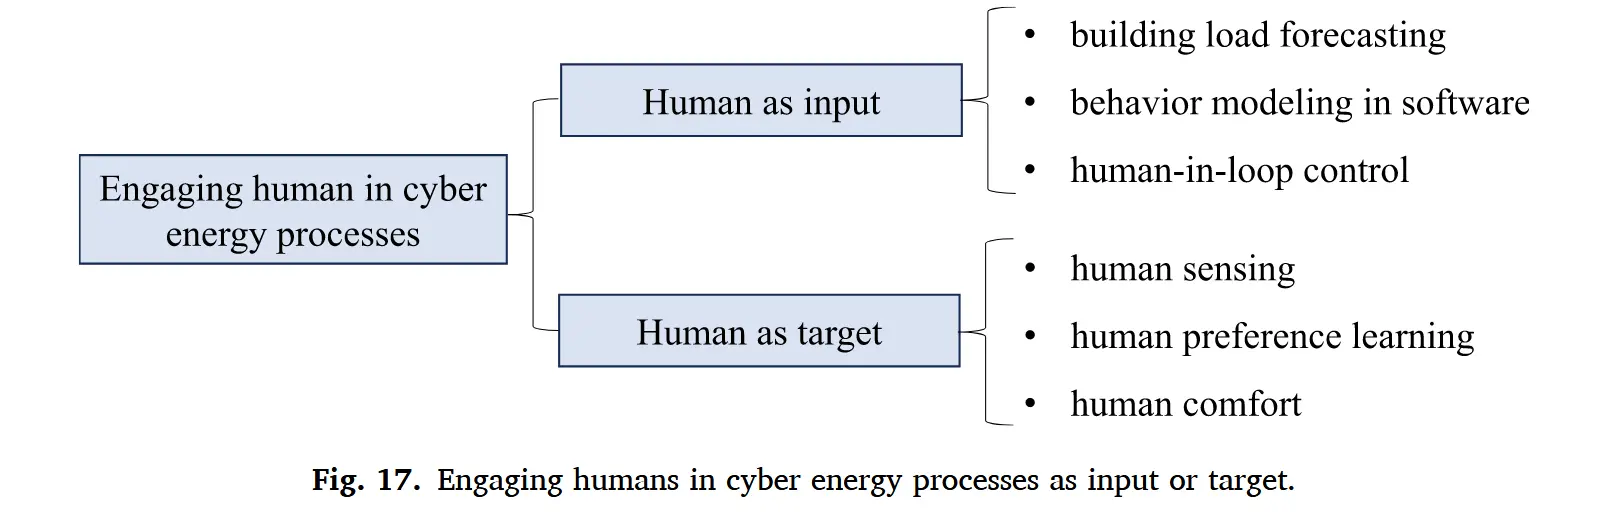 Engaging human in cyber
energy processes
Human as input
• building load forecasting
• behavior modeling in software
• human-in-loop control
Human as target
• human sensing
• human preference learning
• human comfort
Fig. 17. Engaging humans in cyber energy processes as input or target.